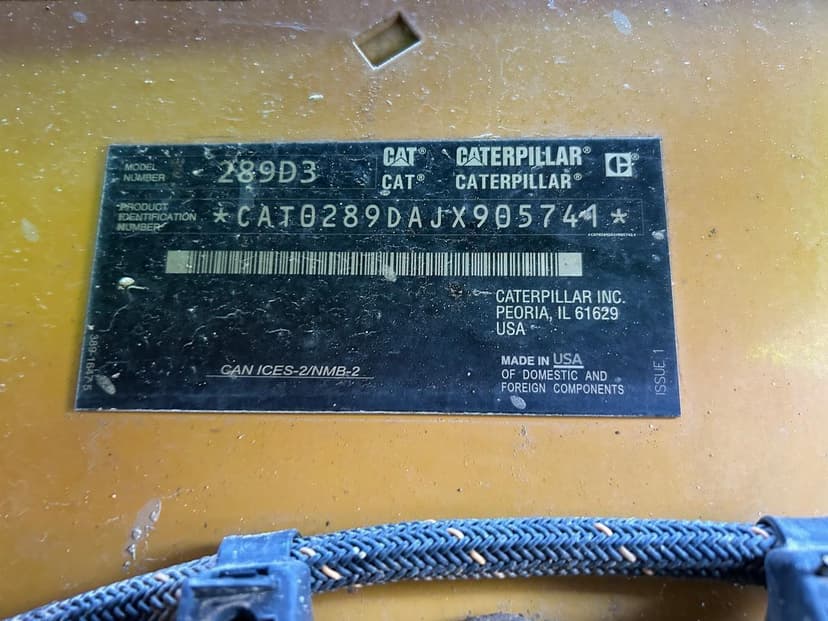 MODEL NUMBER 289D3
CAT® CATERPILLAR®
CAT® CATERPILLAR®
PRODUCT IDENTIFICATION NUMBER *CAT0289DAJX905741*
CATERPILLAR INC.
PEORIA, IL 61629
USA
CAN ICES-2/NMB-2
MADE IN USA
OF DOMESTIC AND
FOREIGN COMPONENTS
ISSUE 1